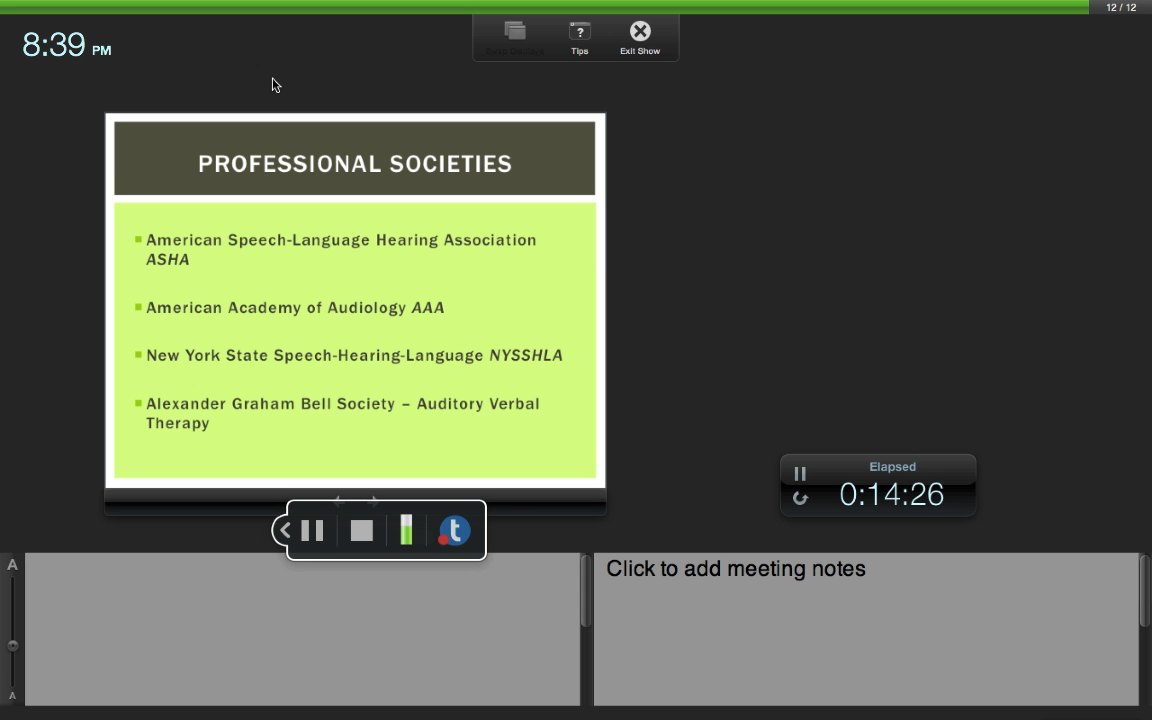 12 / 12
8:39 PM
Tips
Exit Show
PROFESSIONAL SOCIETIES
American Speech-Language Hearing Association
ASHA
American Academy of Audiology AAA
New York State Speech-Hearing-Language NYSSHLA
Alexander Graham Bell Society – Auditory Verbal
Therapy
Elapsed
0:14:26
t
A
Click to add meeting notes
A